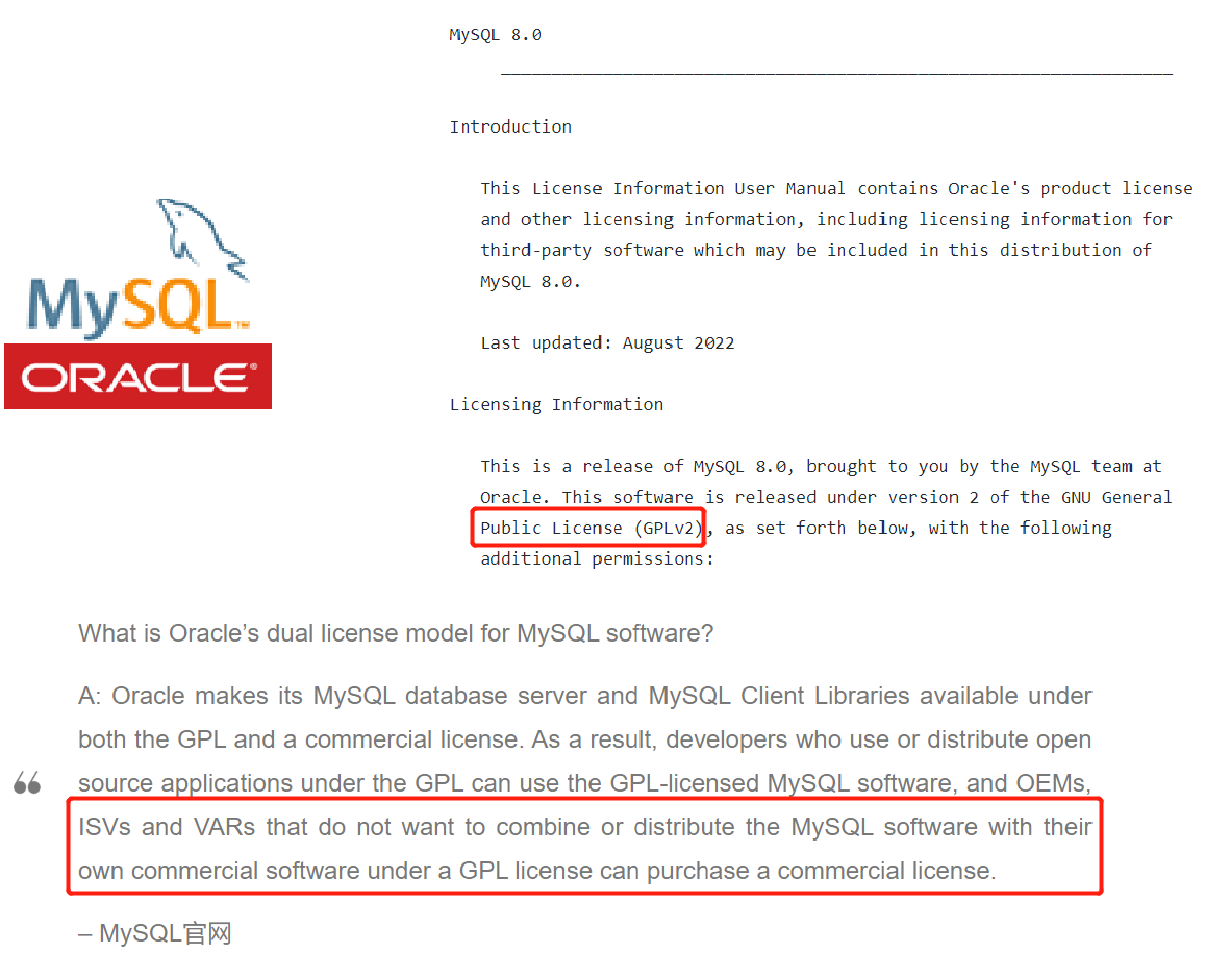 MySQL 8.0
Introduction
This License Information User Manual contains Oracle's product license
and other licensing information, including licensing information for
third-party software which may be included in this distribution of
MySQL 8.0.
Last updated: August 2022
Licensing Information
This is a release of MySQL 8.0, brought to you by the MySQL team at
Oracle. This software is released under version 2 of the GNU General
Public License (GPLv2), as set forth below, with the following
additional permissions:
MySQL™
ORACLE®
What is Oracle’s dual license model for MySQL software?
A: Oracle makes its MySQL database server and MySQL Client Libraries available under
both the GPL and a commercial license. As a result, developers who use or distribute open
source applications under the GPL can use the GPL-licensed MySQL software, and OEMs,
ISVs and VARs that do not want to combine or distribute the MySQL software with their
own commercial software under a GPL license can purchase a commercial license.
– MySQL官网